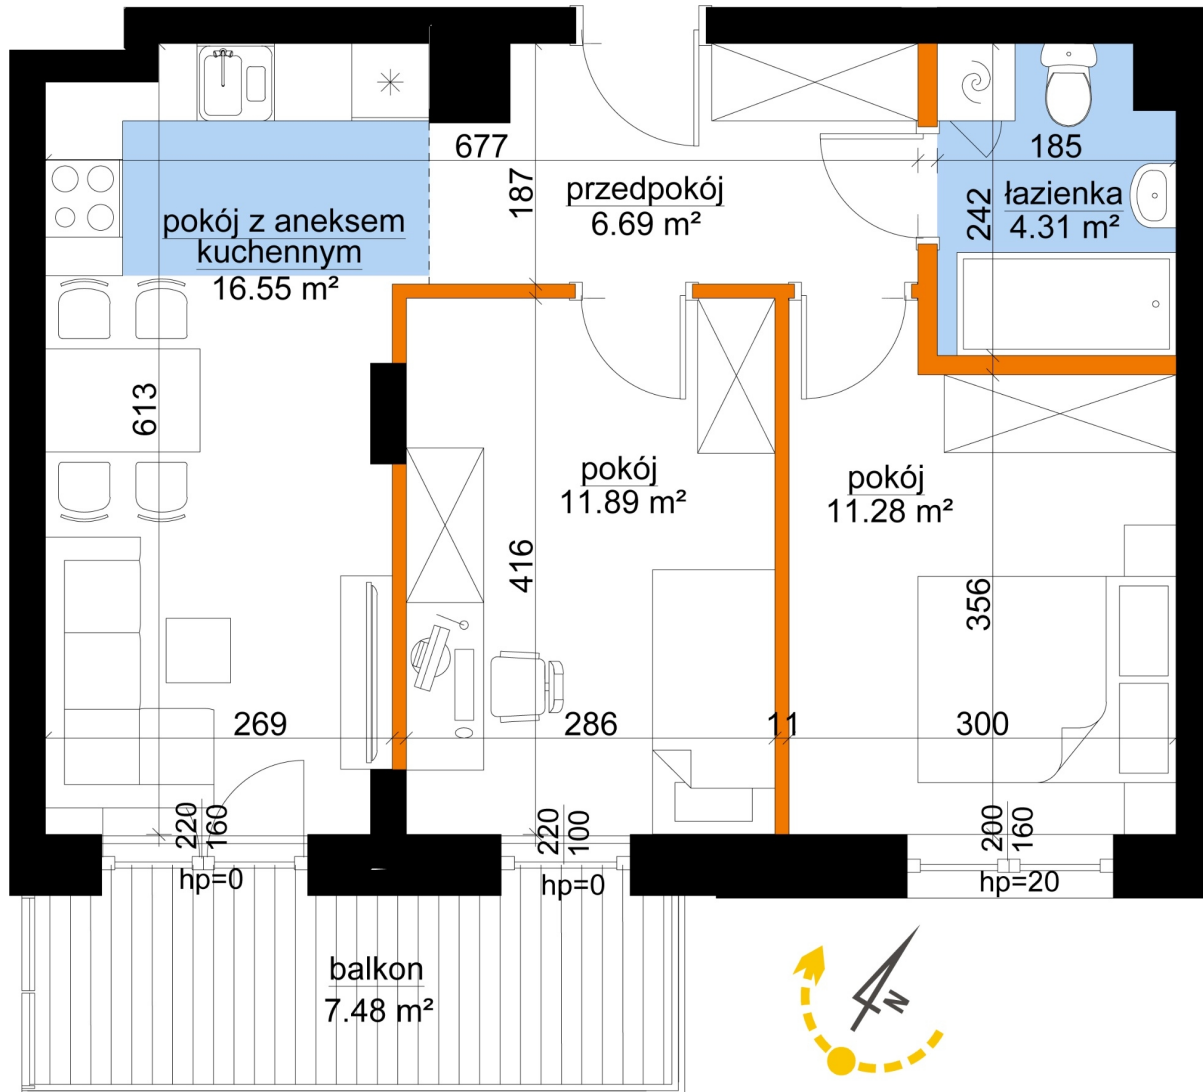 677
185
187
przedpokój
6.69 m²
242
łazienka
4.31 m²
pokój z aneksem
kuchennym
16.55 m²
613
pokój
11.89 m²
pokój
11.28 m²
416
356
269
286
11
300
220
160
hp=0
220
100
hp=0
200
160
hp=20
balkon
7.48 m²
N